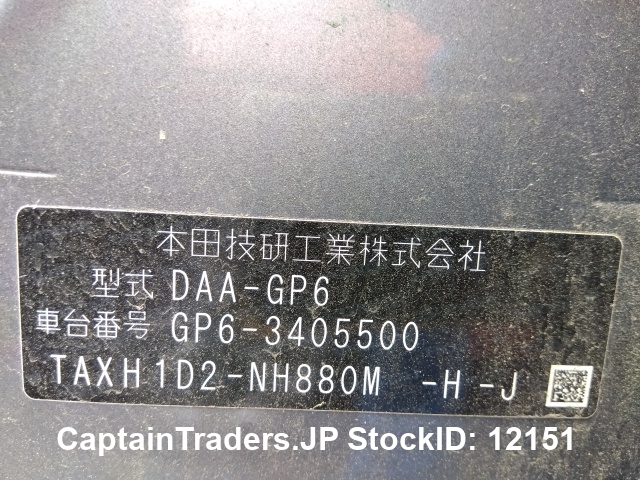 本田技研工業株式会社
型式 DAA-GP6
車台番号 GP6-3405500
TAXH1D2-NH880M -H -J
CaptainTraders.JP StockID: 12151